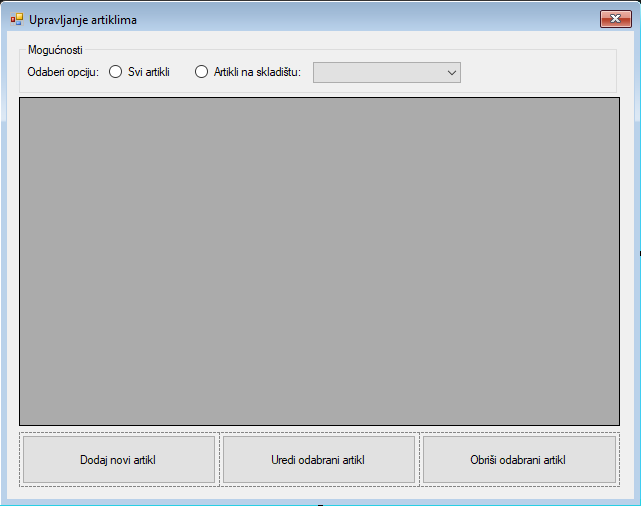 Upravljanje artiklima
Mogućnosti
Odaberi opciju: Svi artikli Artikli na skladištu:
Dodaj novi artikl Uredi odabrani artikl Obriši odabrani artikl